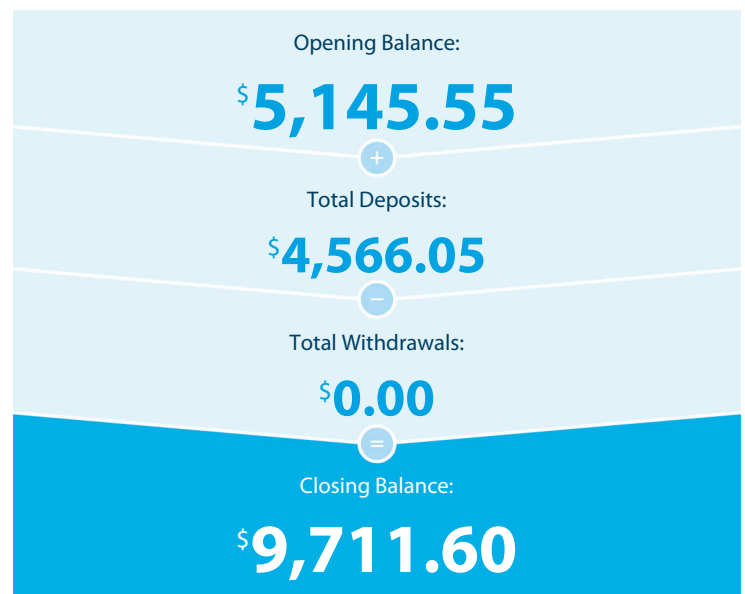 Opening Balance:
$5,145.55
+
Total Deposits:
$4,566.05
−
Total Withdrawals:
$0.00
=
Closing Balance:
$9,711.60